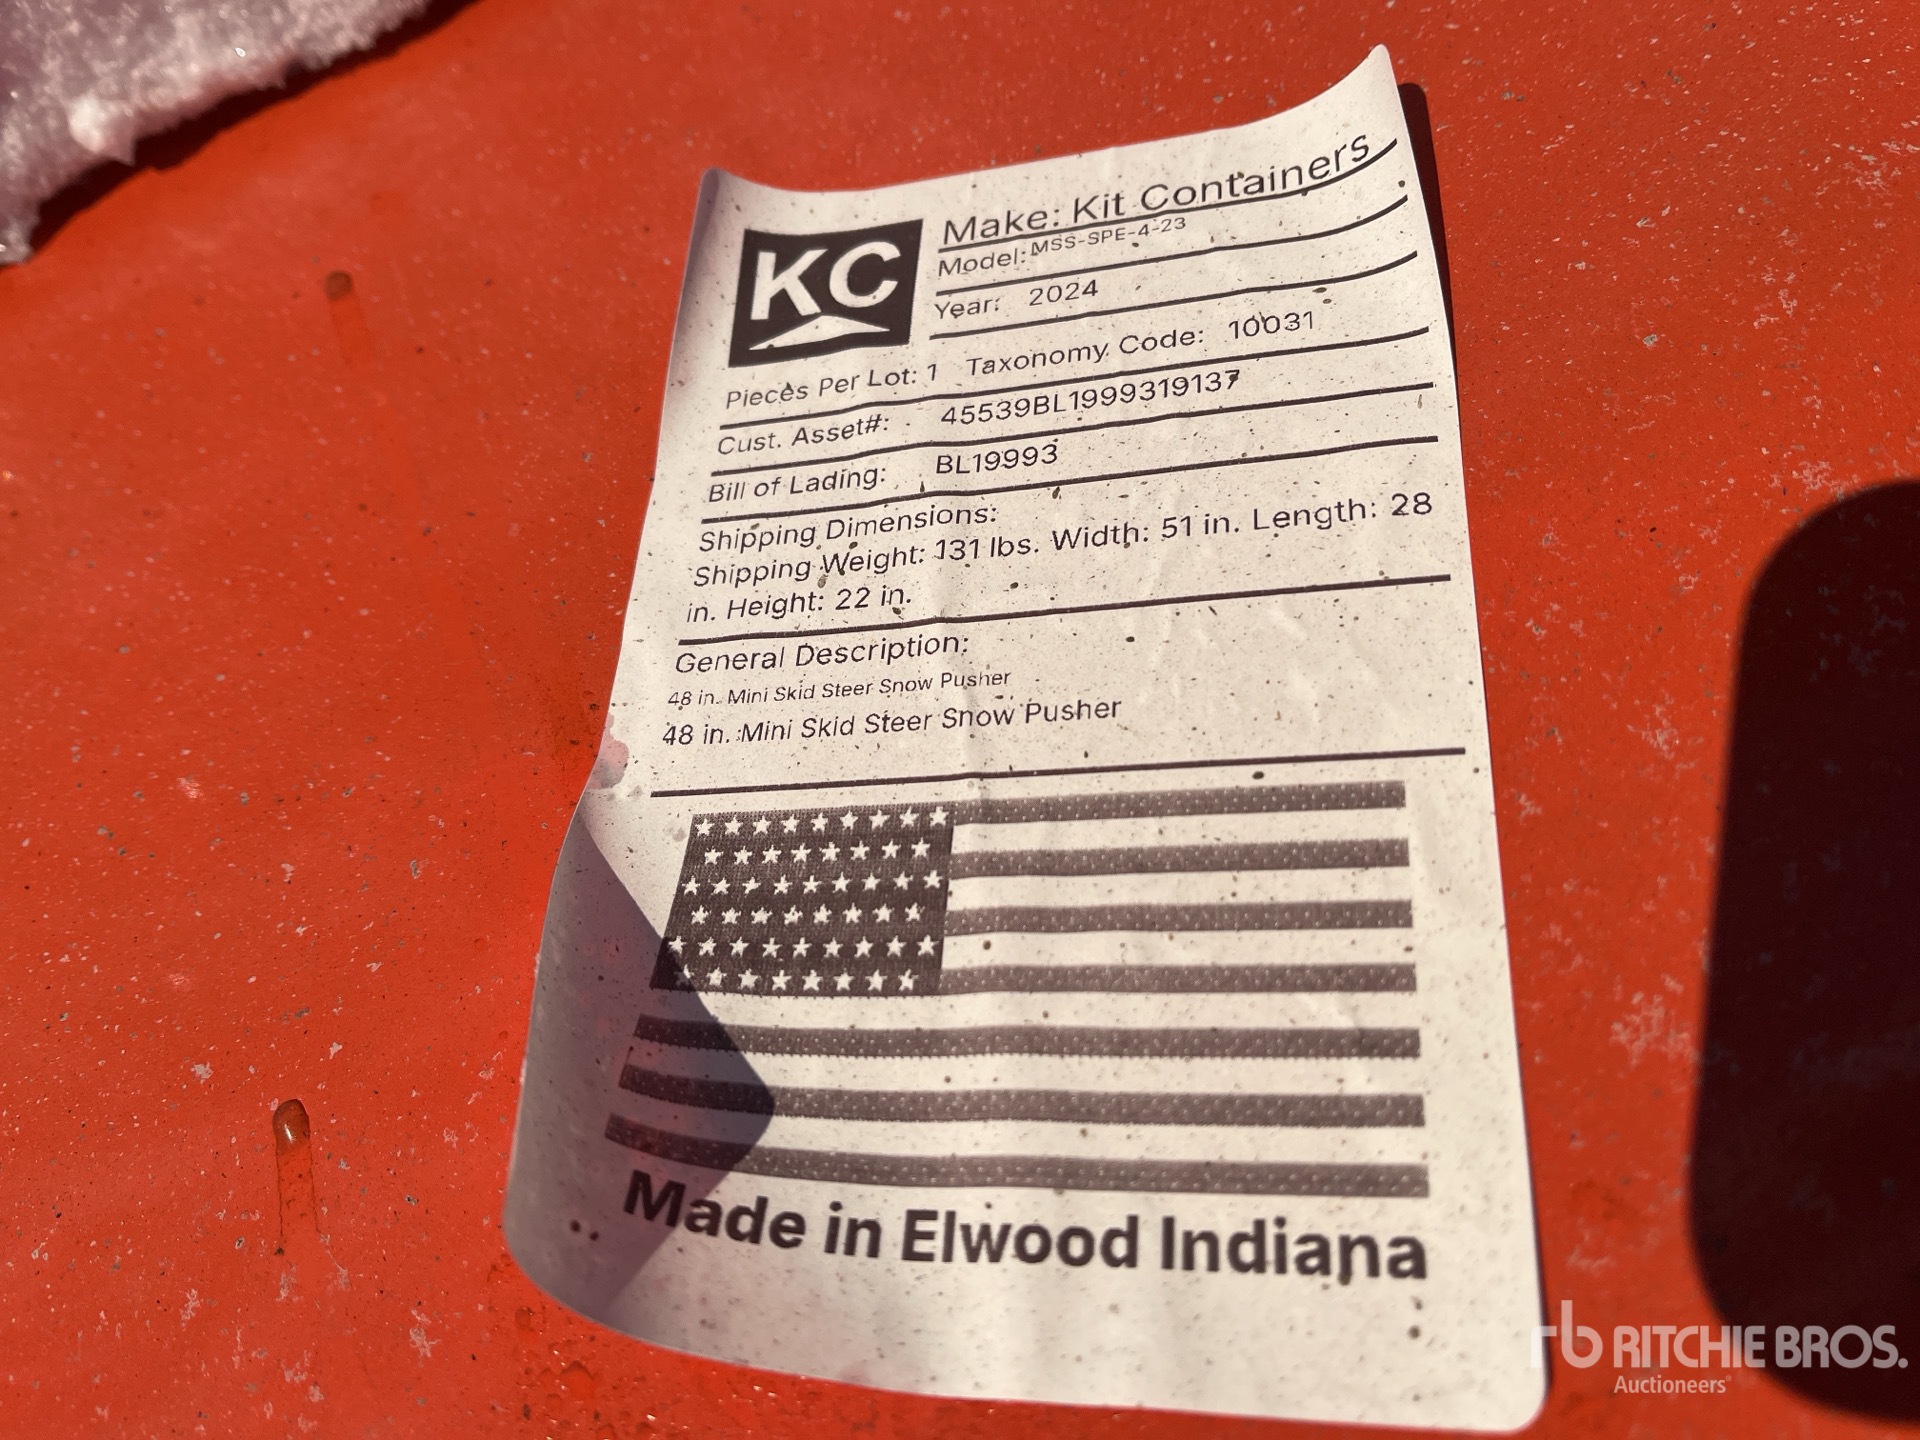 KC
Make: Kit Containers
Model: MSS-SPE-4-23
Year: 2024
Pieces Per Lot: 1 Taxonomy Code: 10031
Cust. Asset#: 45539BL1999319137
Bill of Lading: BL19993
Shipping Dimensions:
Shipping Weight: 131 lbs. Width: 51 in. Length: 28
in. Height: 22 in.
General Description:
48 in. Mini Skid Steer Snow Pusher
48 in. Mini Skid Steer Snow Pusher
Made in Elwood Indiana
rb RITCHIE BROS.
Auctioneers